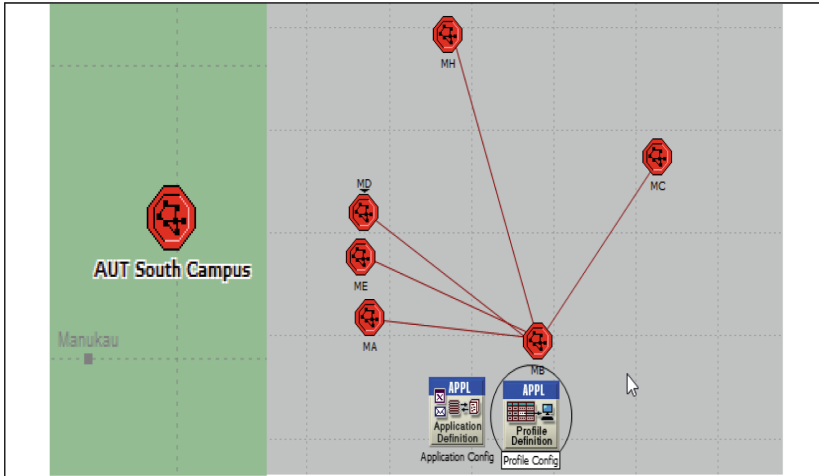 MH
MC
MD
AUT South Campus
ME
Manukau
MA
MB
APPL
Application
Definition
Application Config
APPL
Profile
Definition
Profile Config